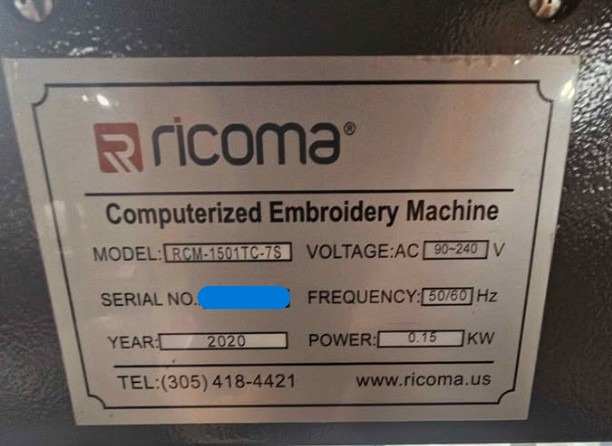 ricoma®
Computerized Embroidery Machine
MODEL: RCM-1501TC-7S VOLTAGE:AC 90~240 V
SERIAL NO. FREQUENCY: 50/60 Hz
YEAR: 2020 POWER: 0.15 KW
TEL:(305) 418-4421 www.ricoma.us